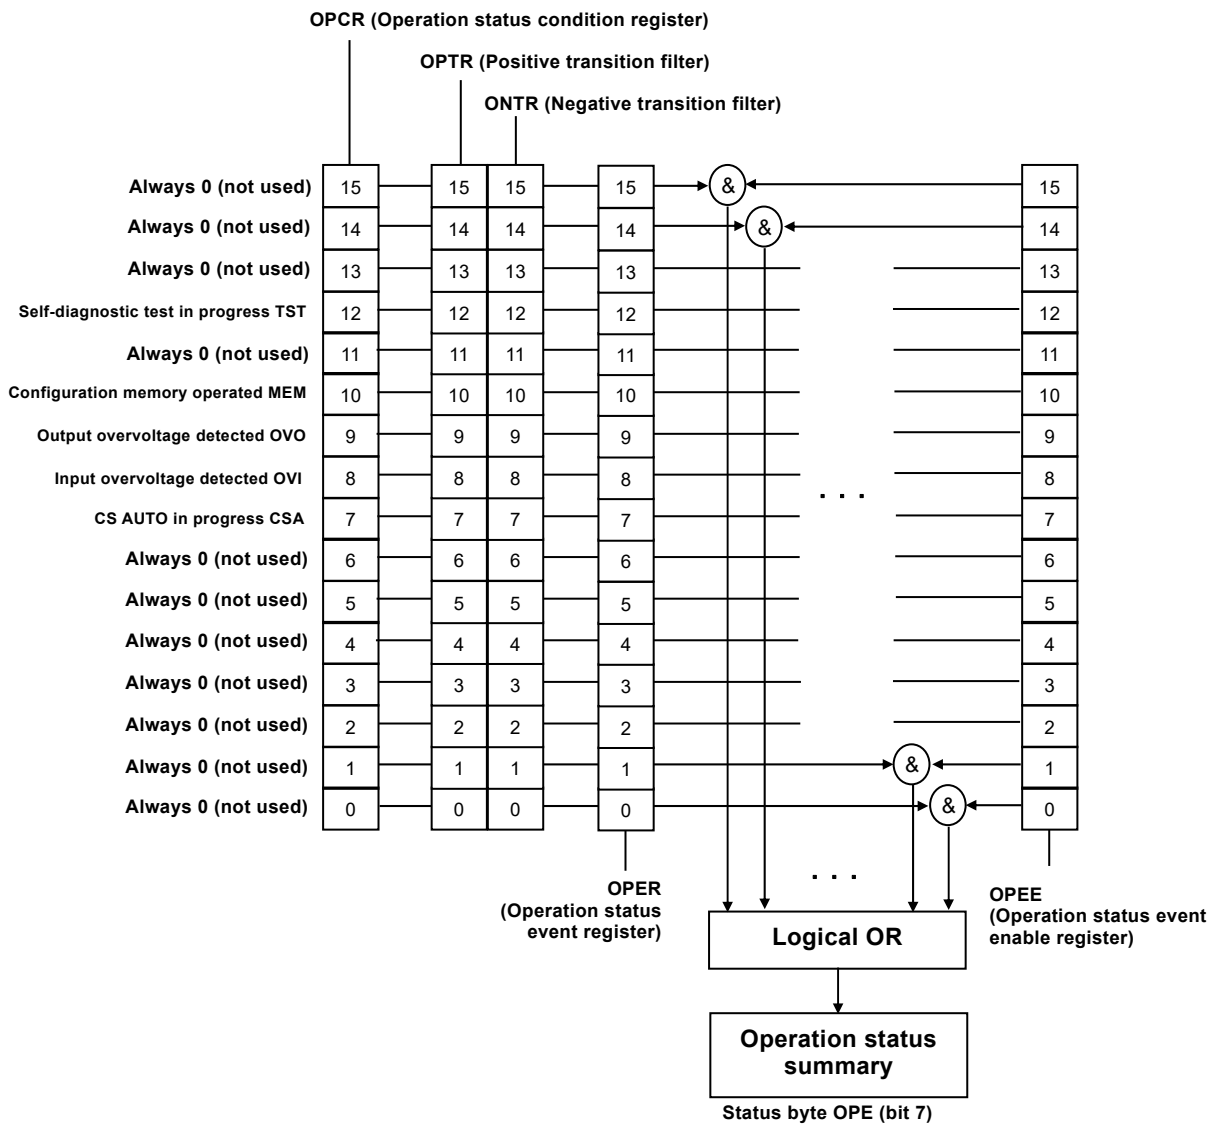 OPCR (Operation status condition register)
OPTR (Positive transition filter)
ONTR (Negative transition filter)
Always 0 (not used) 15 15 15 15 & 15
Always 0 (not used) 14 14 14 14 & 14
Always 0 (not used) 13 13 13 13 13
Self-diagnostic test in progress TST 12 12 12 12 12
Always 0 (not used) 11 11 11 11 11
Configuration memory operated MEM 10 10 10 10 10
Output overvoltage detected OVO 9 9 9 9 9
Input overvoltage detected OVI 8 8 8 8 8
. . .
CS AUTO in progress CSA 7 7 7 7 7
Always 0 (not used) 6 6 6 6 6
Always 0 (not used) 5 5 5 5 5
Always 0 (not used) 4 4 4 4 4
Always 0 (not used) 3 3 3 3 3
Always 0 (not used) 2 2 2 2 2
Always 0 (not used) 1 1 1 1 & 1
Always 0 (not used) 0 0 0 0 & 0
. . .
OPER
(Operation status
event register)
OPEE
(Operation status event
enable register)
Logical OR
Operation status
summary
Status byte OPE (bit 7)